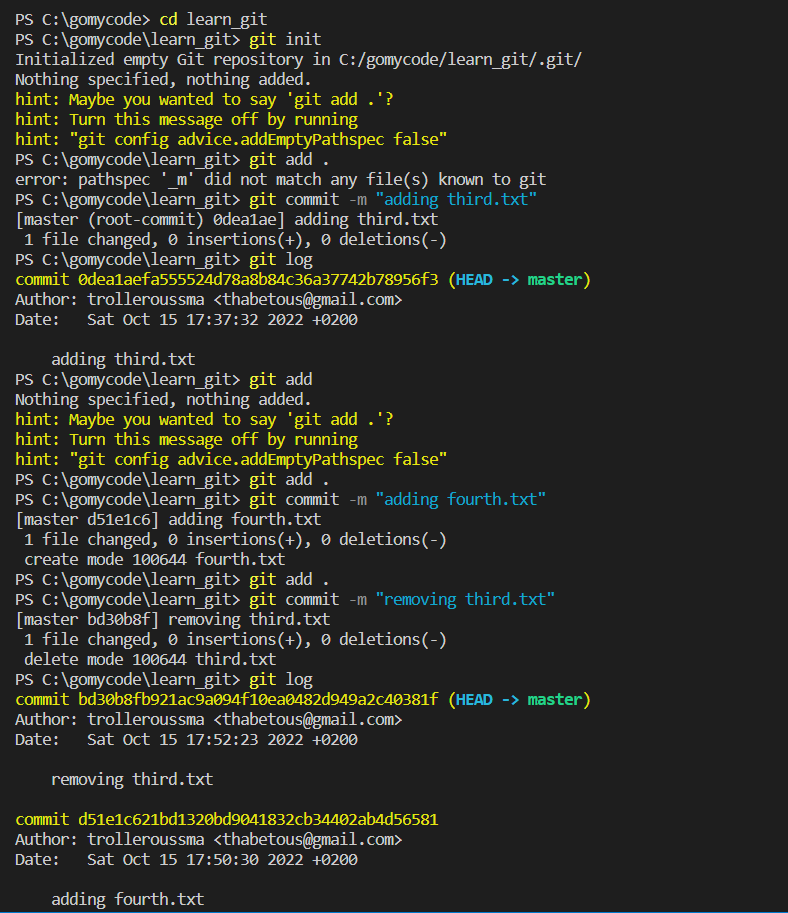 PS C:\gomycode> cd learn_git
PS C:\gomycode\learn_git> git init
Initialized empty Git repository in C:/gomycode/learn_git/.git/
Nothing specified, nothing added.
hint: Maybe you wanted to say 'git add .'?
hint: Turn this message off by running
hint: "git config advice.addEmptyPathspec false"
PS C:\gomycode\learn_git> git add .
error: pathspec '_m' did not match any file(s) known to git
PS C:\gomycode\learn_git> git commit -m "adding third.txt"
[master (root-commit) 0dea1ae] adding third.txt
 1 file changed, 0 insertions(+), 0 deletions(-)
PS C:\gomycode\learn_git> git log
commit 0dea1aefa555524d78a8b84c36a37742b78956f3 (HEAD -> master)
Author: trolleroussma <thabetous@gmail.com>
Date:   Sat Oct 15 17:37:32 2022 +0200

    adding third.txt
PS C:\gomycode\learn_git> git add
Nothing specified, nothing added.
hint: Maybe you wanted to say 'git add .'?
hint: Turn this message off by running
hint: "git config advice.addEmptyPathspec false"
PS C:\gomycode\learn_git> git add .
PS C:\gomycode\learn_git> git commit -m "adding fourth.txt"
[master d51e1c6] adding fourth.txt
 1 file changed, 0 insertions(+), 0 deletions(-)
 create mode 100644 fourth.txt
PS C:\gomycode\learn_git> git add .
PS C:\gomycode\learn_git> git commit -m "removing third.txt"
[master bd30b8f] removing third.txt
 1 file changed, 0 insertions(+), 0 deletions(-)
 delete mode 100644 third.txt
PS C:\gomycode\learn_git> git log
commit bd30b8fb921ac9a094f10ea0482d949a2c40381f (HEAD -> master)
Author: trolleroussma <thabetous@gmail.com>
Date:   Sat Oct 15 17:52:23 2022 +0200

    removing third.txt

commit d51e1c621bd1320bd9041832cb34402ab4d56581
Author: trolleroussma <thabetous@gmail.com>
Date:   Sat Oct 15 17:50:30 2022 +0200

    adding fourth.txt